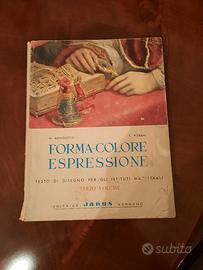 FORMA-COLORE
ESPRESSIONE
TESTO DI DISEGNO PER GLI ISTITUTI MAGISTRALI
TERZO VOLUME
EDITRICE JANUS BERGAMO
subito